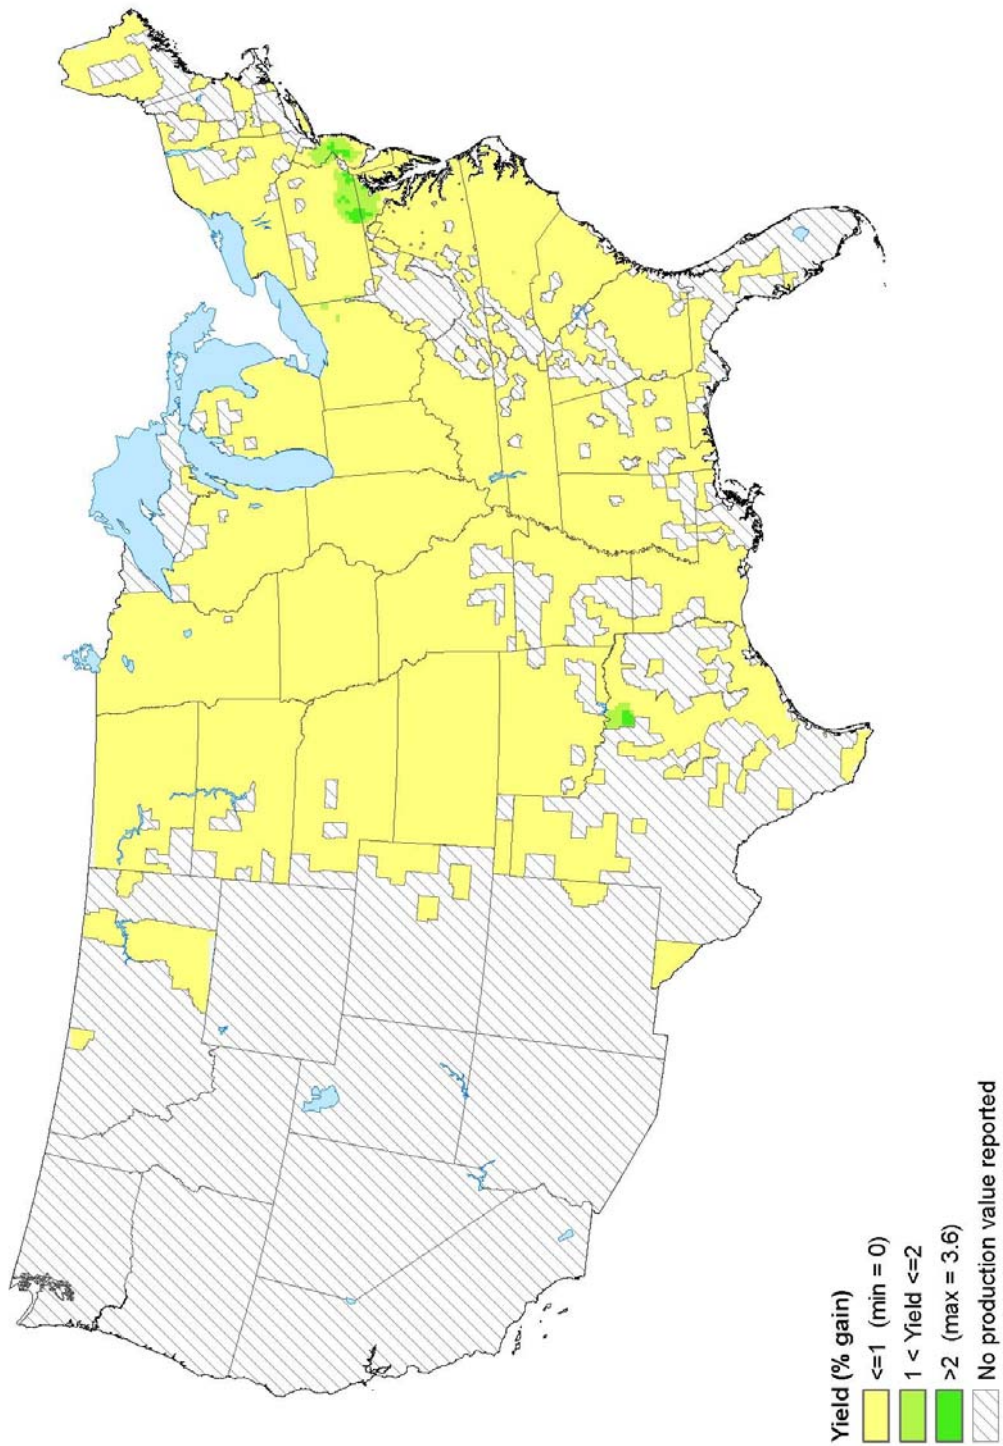 Yield (% gain)
<=1 (min = 0)
1 < Yield <=2
>2 (max = 3.6)
No production value reported